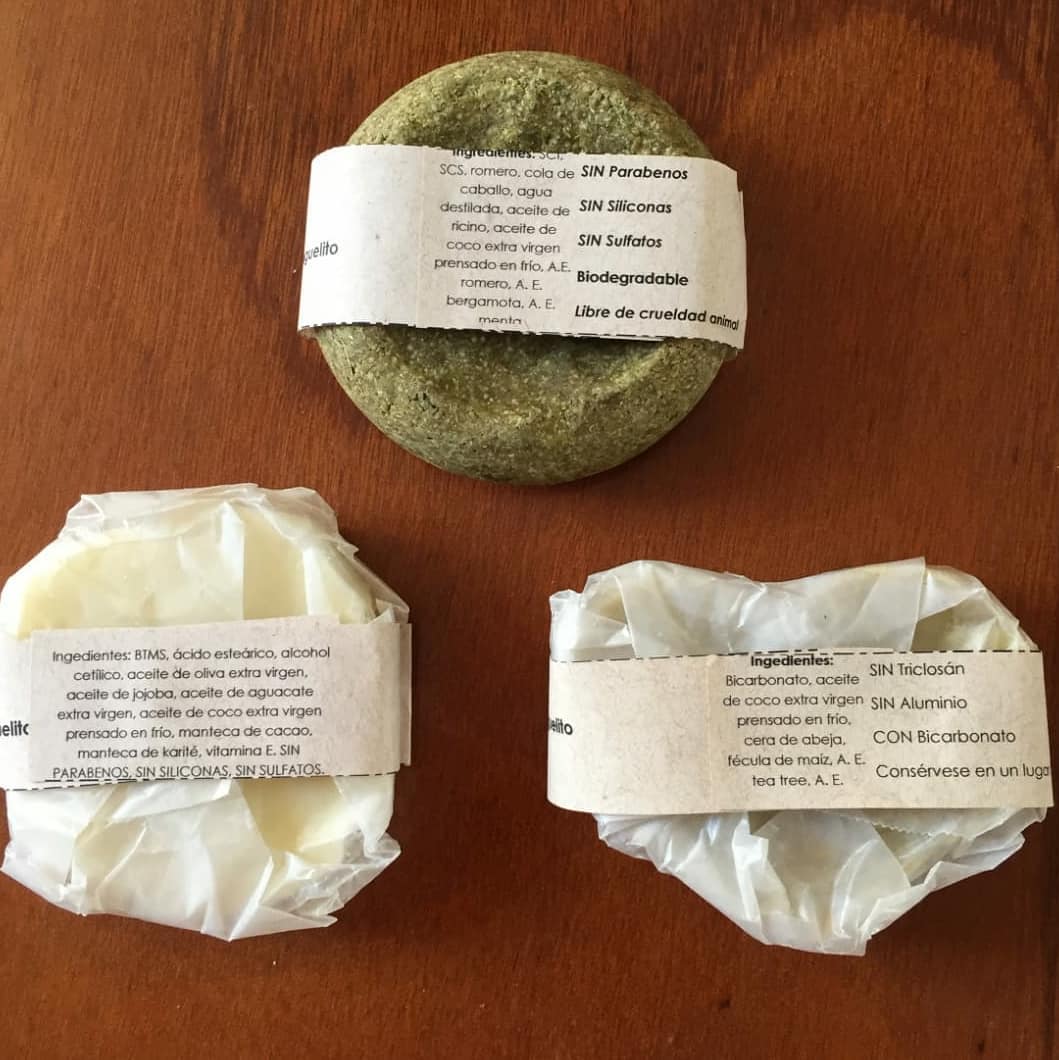 Ingredientes: SCI,
SCS, romero, cola de
caballo, agua
destilada, aceite de
ricino, aceite de
coco extra virgen
prensado en frío, A.E.
romero, A. E.
bergamota, A. E.
menta
SIN Parabenos
SIN Siliconas
SIN Sulfatos
Biodegradable
Libre de crueldad animal
Ingedientes: BTMS, ácido esteárico, alcohol
cetílico, aceite de oliva extra virgen,
aceite de jojoba, aceite de aguacate
extra virgen, aceite de coco extra virgen
prensado en frío, manteca de cacao,
manteca de karité, vitamina E. SIN
PARABENOS, SIN SILICONAS, SIN SULFATOS.
Ingedientes:
Bicarbonato, aceite
de coco extra virgen
prensado en frío,
cera de abeja,
fécula de maíz, A. E.
tea tree, A. E.
SIN Triclosán
SIN Aluminio
CON Bicarbonato
Consérvese en un luga